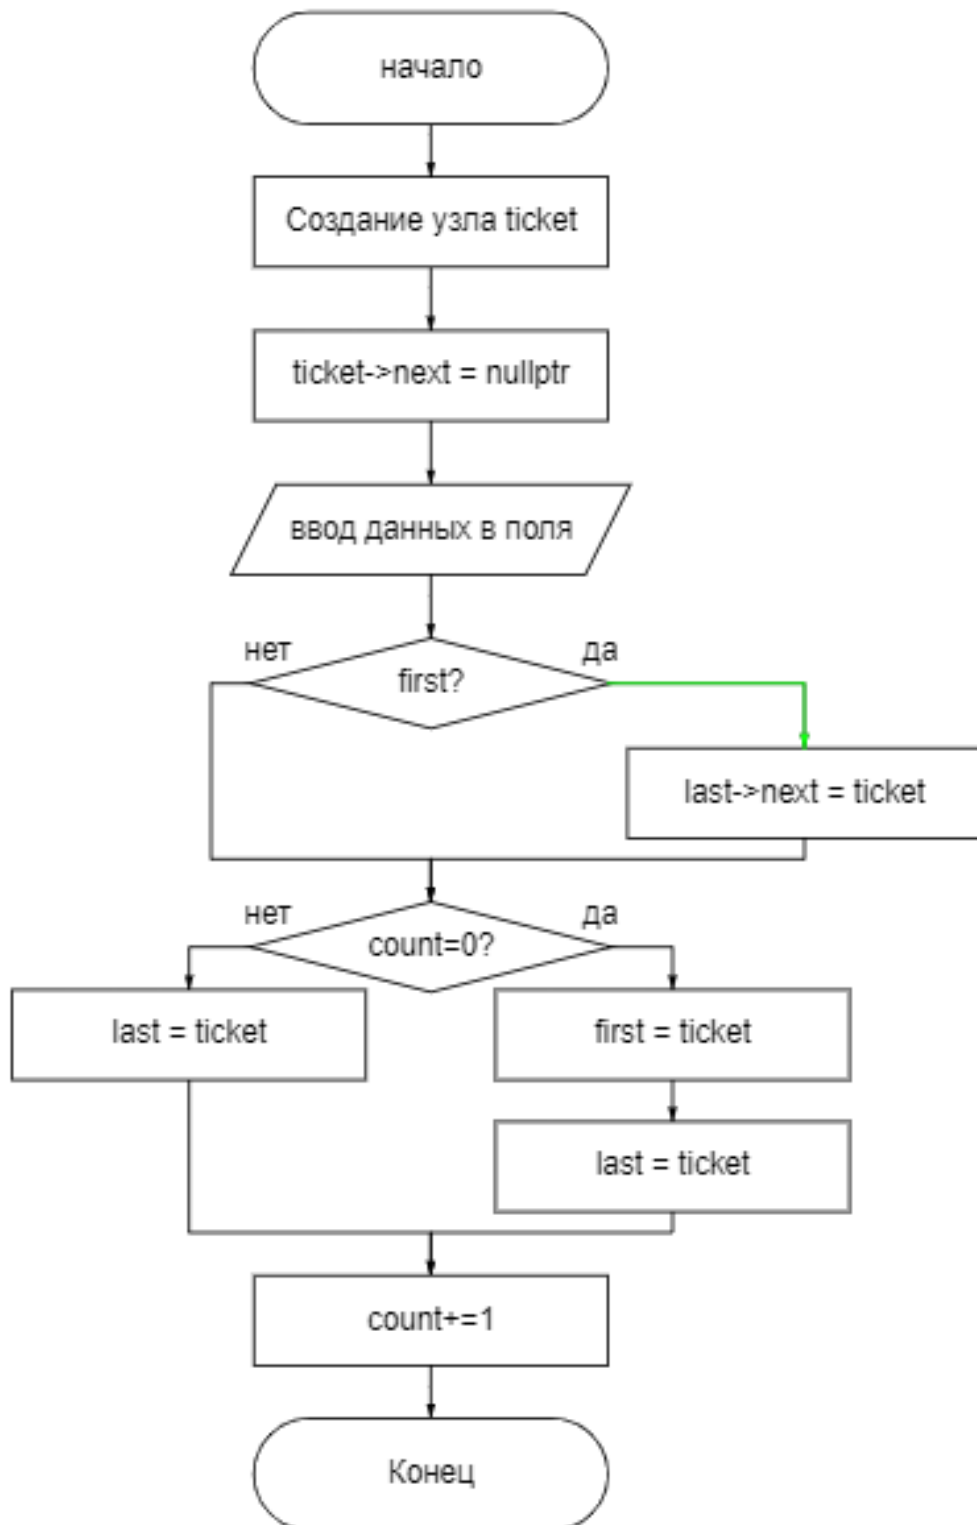 начало
Создание узла ticket
ticket->next = nullptr
ввод данных в поля
нет
да
first?
last->next = ticket
нет
да
count=0?
last = ticket
first = ticket
last = ticket
count+=1
Конец